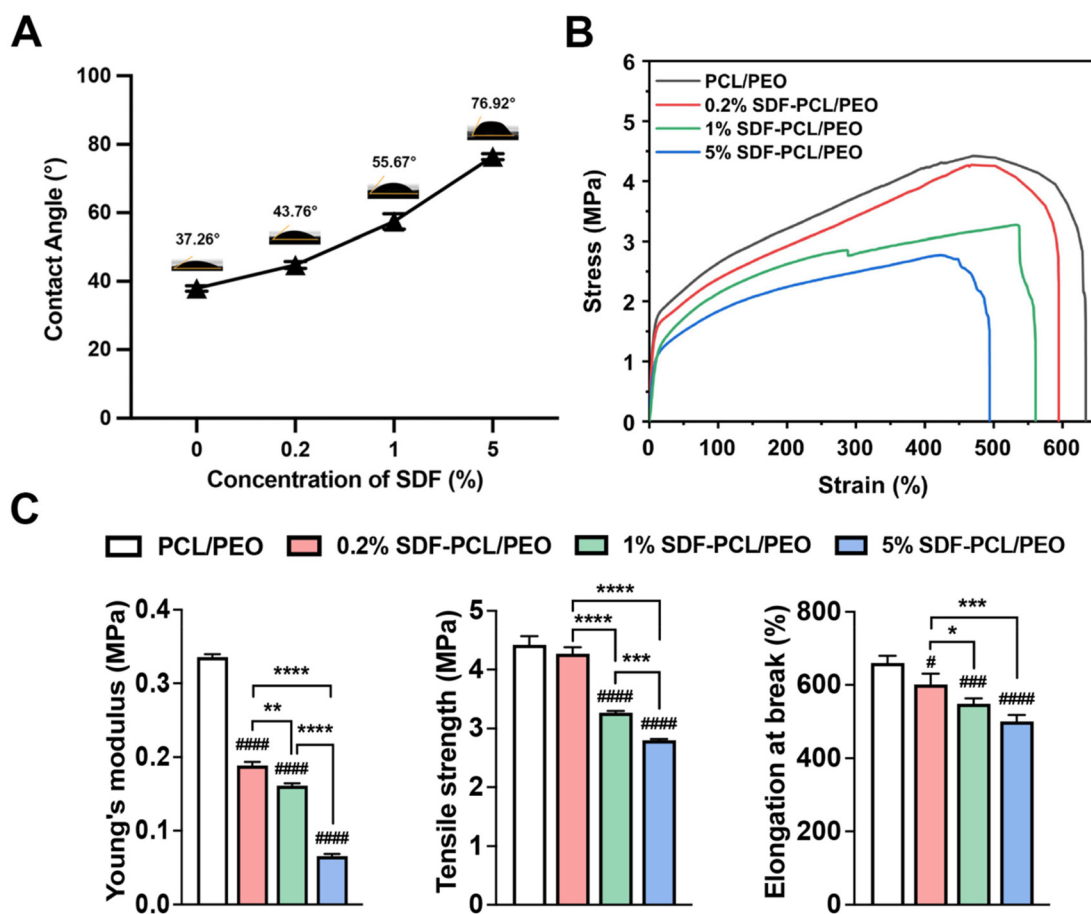 A
100
80
60
40
20
0
Contact Angle (°)
37.26°
43.76°
55.67°
76.92°
0 0.2 1 5
Concentration of SDF (%)
B
6
5
4
3
2
1
0
Stress (MPa)
PCL/PEO
0.2% SDF-PCL/PEO
1% SDF-PCL/PEO
5% SDF-PCL/PEO
0 100 200 300 400 500 600
Strain (%)
C
PCL/PEO 0.2% SDF-PCL/PEO 1% SDF-PCL/PEO 5% SDF-PCL/PEO
Young's modulus (MPa)
0.4
0.3
0.2
0.1
0.0
****
**
****
####
####
####
Tensile strength (MPa)
5
4
3
2
1
0
****
****
***
####
####
Elongation at break (%)
800
600
400
200
0
***
*
#
###
####